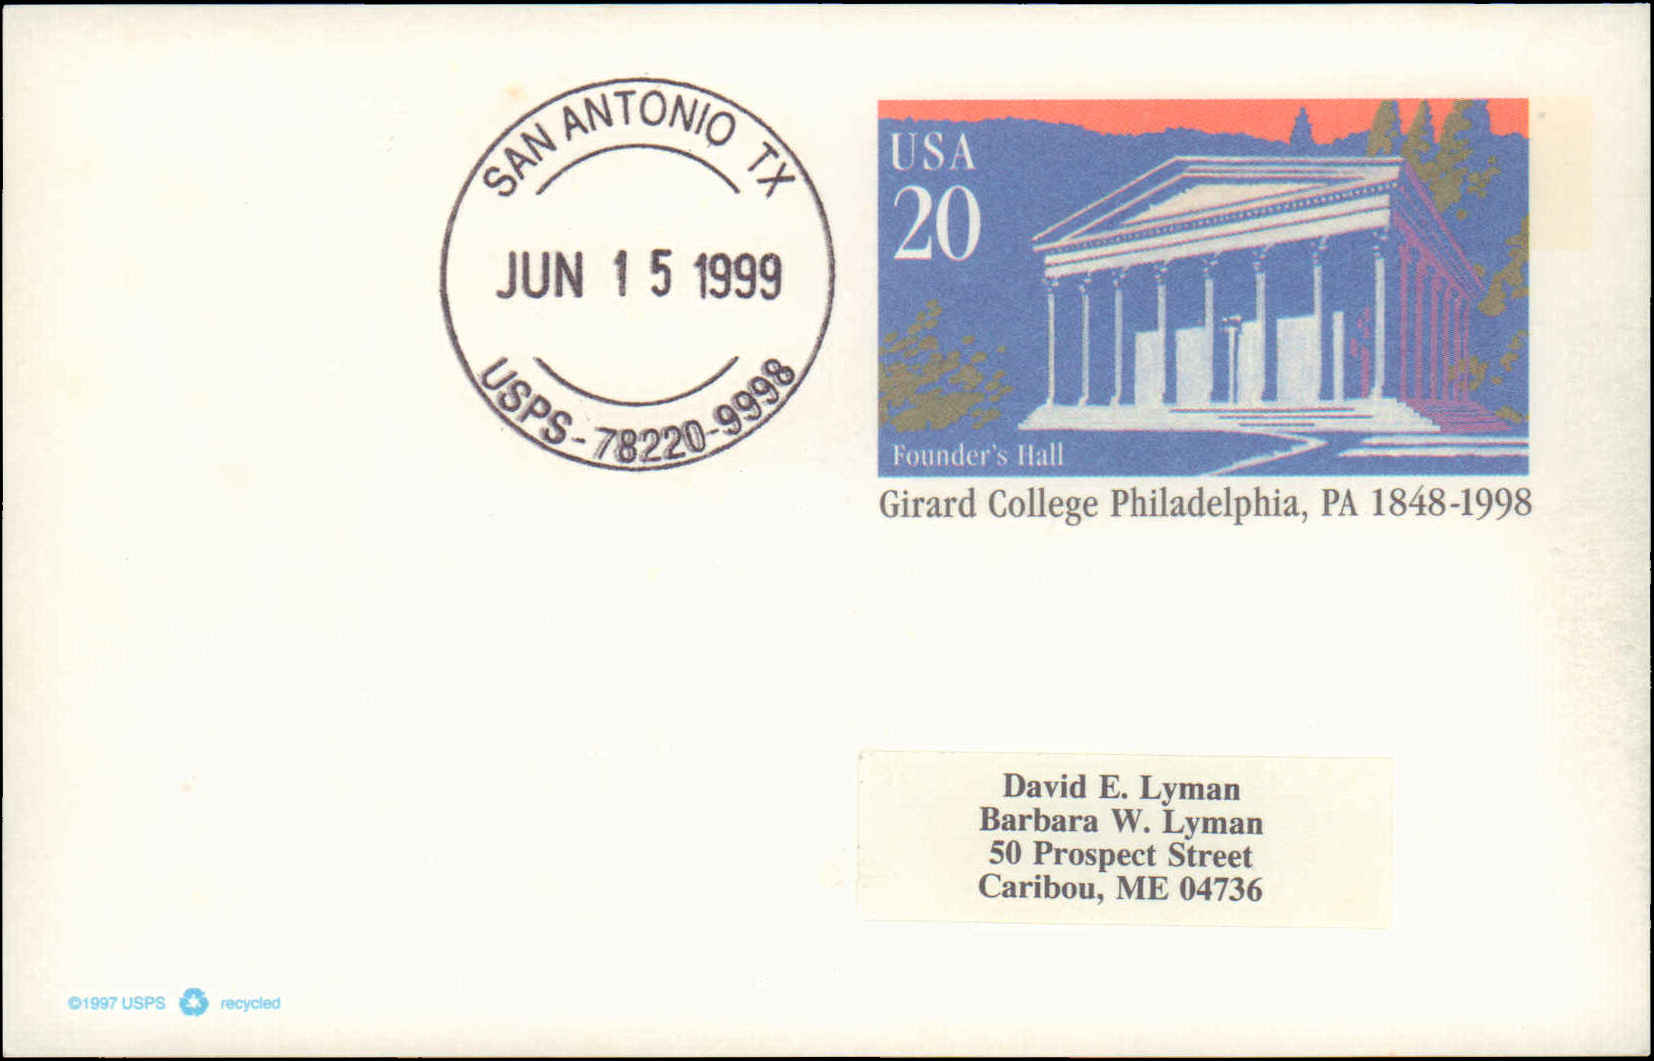 SAN ANTONIO TX
JUN 15 1999
USPS - 78220-9998
USA
20
Founder's Hall
Girard College Philadelphia, PA 1848-1998
David E. Lyman
Barbara W. Lyman
50 Prospect Street
Caribou, ME 04736
©1997 USPS recycled